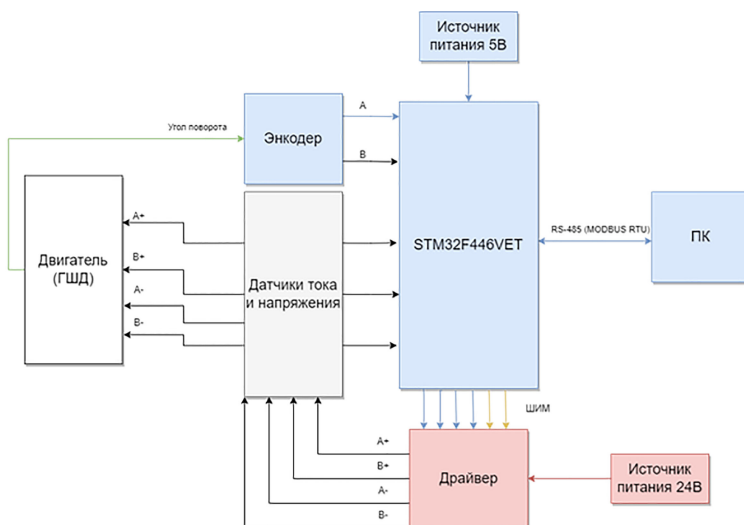 Источник
питания 5В
A
Энкодер
Угол поворота
B
A+
STM32F446VET
RS-485 (MODBUS RTU)
ПК
Двигатель
(ГШД)
B+
A-
B-
Датчики тока
и напряжения
ШИМ
A+
B+
A-
B-
Драйвер
Источник
питания 24В